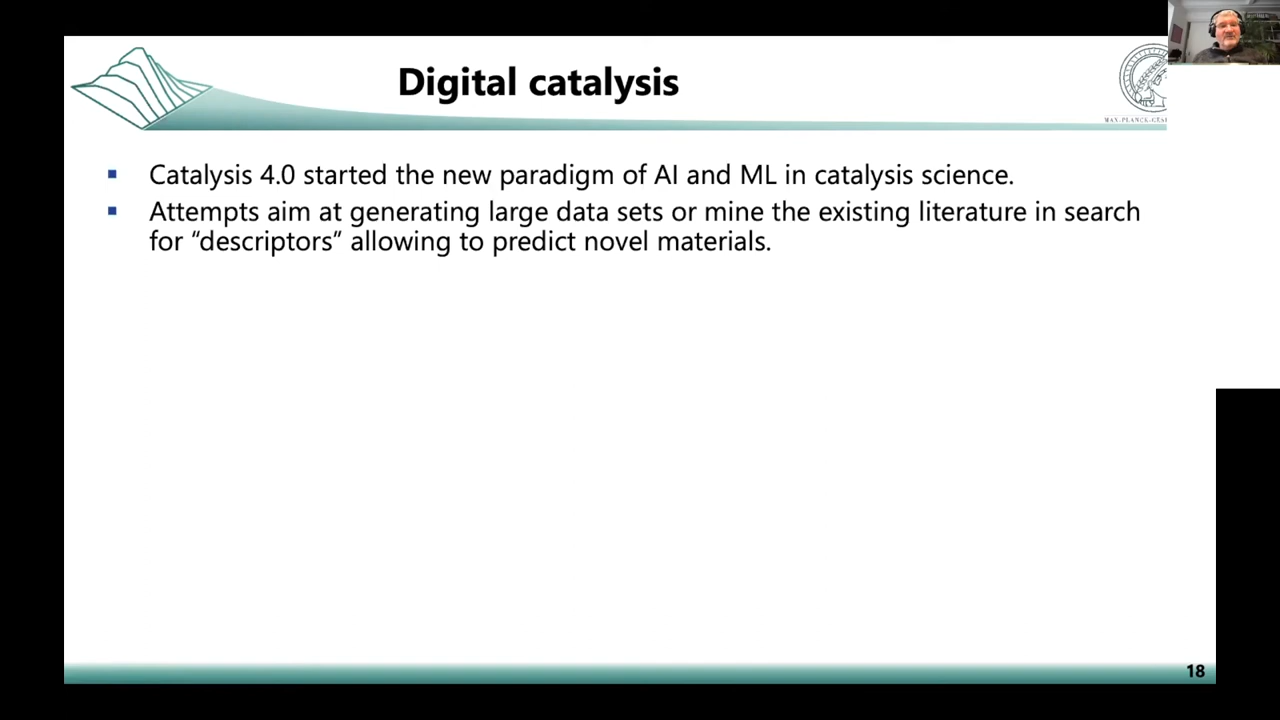 Digital catalysis
Catalysis 4.0 started the new paradigm of AI and ML in catalysis science.
Attempts aim at generating large data sets or mine the existing literature in search
for “descriptors” allowing to predict novel materials.
18